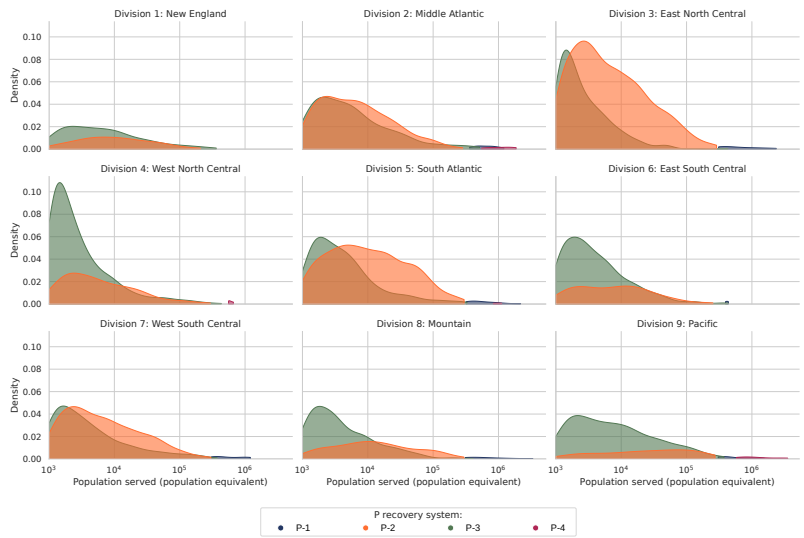 Division 1: New England
Division 2: Middle Atlantic
Division 3: East North Central
Density
0.10
0.08
0.06
0.04
0.02
0.00
Division 4: West North Central
Division 5: South Atlantic
Division 6: East South Central
Density
0.10
0.08
0.06
0.04
0.02
0.00
Division 7: West South Central
Division 8: Mountain
Division 9: Pacific
Density
0.10
0.08
0.06
0.04
0.02
0.00
10³ 10⁴ 10⁵ 10⁶
10³ 10⁴ 10⁵ 10⁶
10³ 10⁴ 10⁵ 10⁶
Population served (population equivalent)
Population served (population equivalent)
Population served (population equivalent)
P recovery system:
P-1 P-2 P-3 P-4